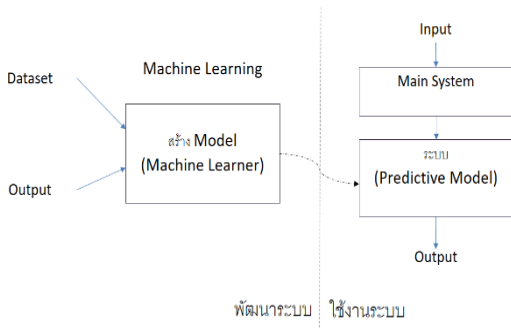 Machine Learning
Dataset
Output
สร้าง Model
(Machine Learner)
พัฒนาระบบ
Input
Main System
ระบบ
(Predictive Model)
Output
ใช้งานระบบ